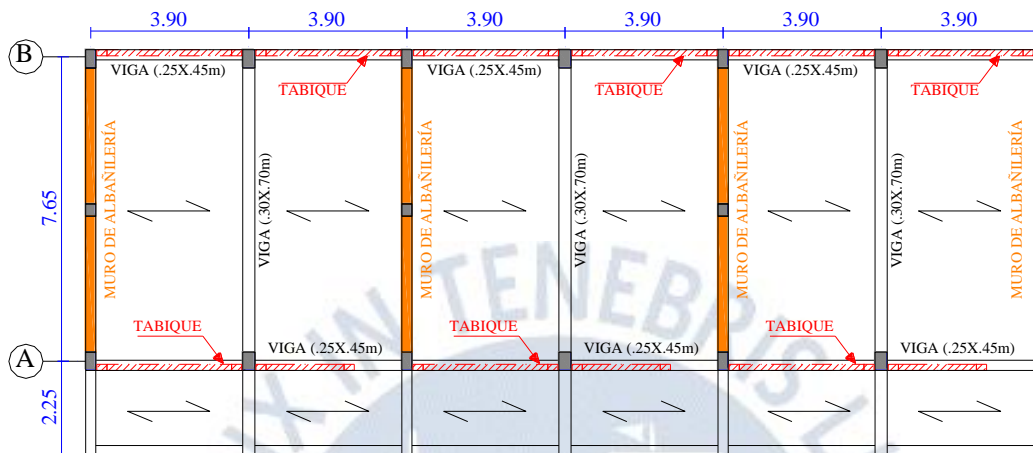 3.90 3.90 3.90 3.90 3.90 3.90
B
VIGA (.25X.45m) VIGA (.25X.45m) VIGA (.25X.45m)
TABIQUE TABIQUE TABIQUE
MURO DE ALBAÑILERÍA
VIGA (.30X.70m)
MURO DE ALBAÑILERÍA
VIGA (.30X.70m)
MURO DE ALBAÑILERÍA
VIGA (.30X.70m)
MURO DE ALBAÑILERÍA
7.65
TABIQUE TABIQUE TABIQUE
VIGA (.25X.45m) VIGA (.25X.45m) VIGA (.25X.45m)
A
2.25
IN TENEBRIS